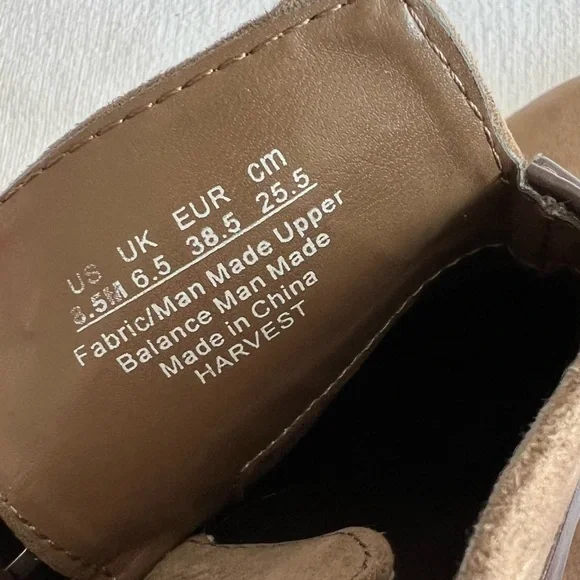 US UK EUR cm
8.5M 6.5 38.5 25.5
Fabric/Man Made Upper
Balance Man Made
Made in China
HARVEST